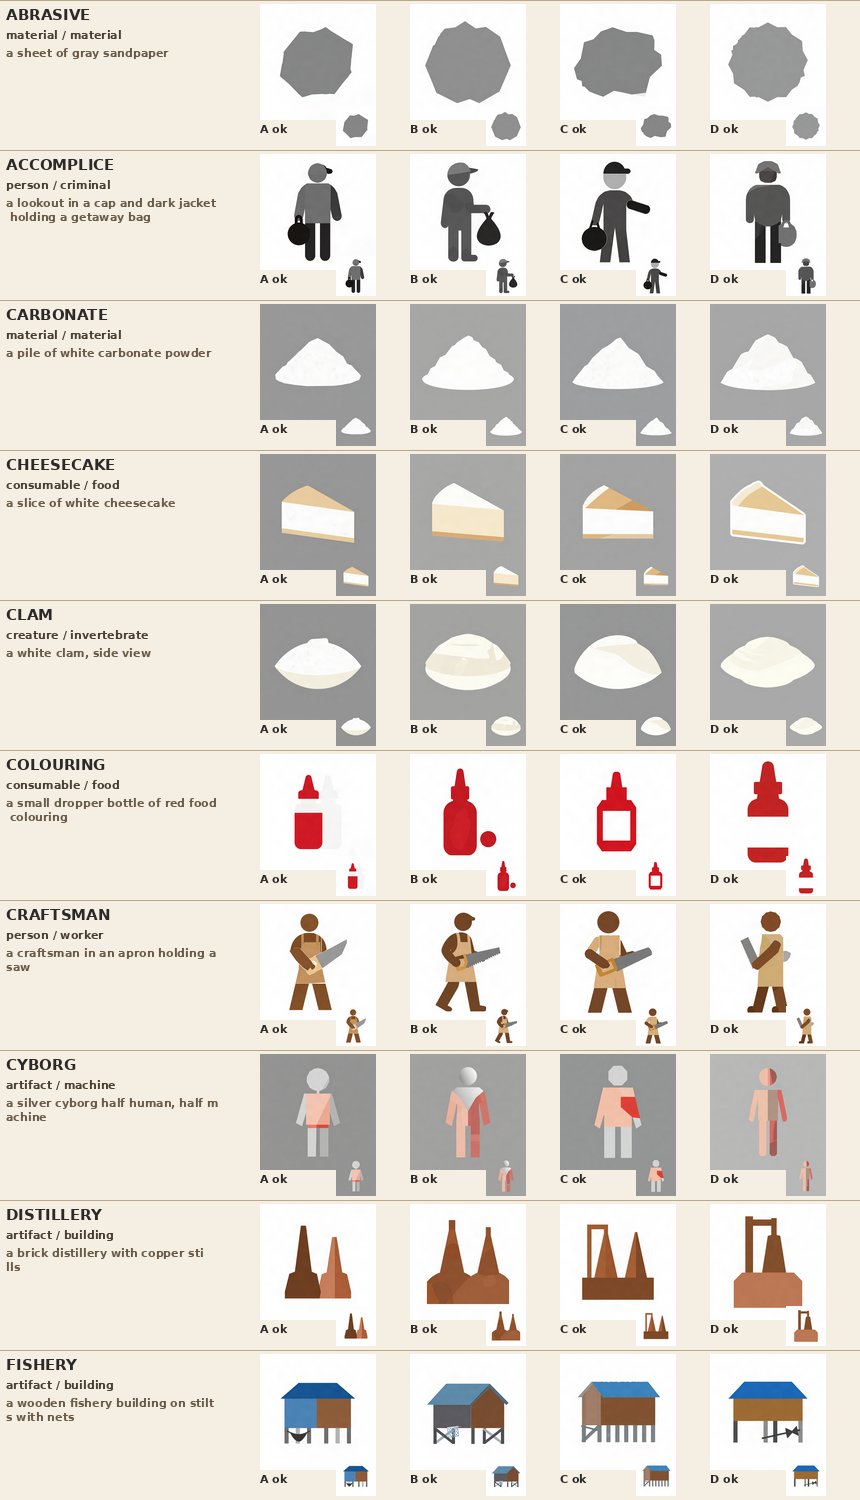 ABRASIVE
material / material
a sheet of gray sandpaper
A ok
B ok
C ok
D ok
ACCOMPLICE
person / criminal
a lookout in a cap and dark jacket
holding a getaway bag
A ok
B ok
C ok
D ok
CARBONATE
material / material
a pile of white carbonate powder
A ok
B ok
C ok
D ok
CHEESECAKE
consumable / food
a slice of white cheesecake
A ok
B ok
C ok
D ok
CLAM
creature / invertebrate
a white clam, side view
A ok
B ok
C ok
D ok
COLOURING
consumable / food
a small dropper bottle of red food
colouring
A ok
B ok
C ok
D ok
CRAFTSMAN
person / worker
a craftsman in an apron holding a
saw
A ok
B ok
C ok
D ok
CYBORG
artifact / machine
a silver cyborg half human, half m
achine
A ok
B ok
C ok
D ok
DISTILLERY
artifact / building
a brick distillery with copper sti
lls
A ok
B ok
C ok
D ok
FISHERY
artifact / building
a wooden fishery building on stilt
s with nets
A ok
B ok
C ok
D ok